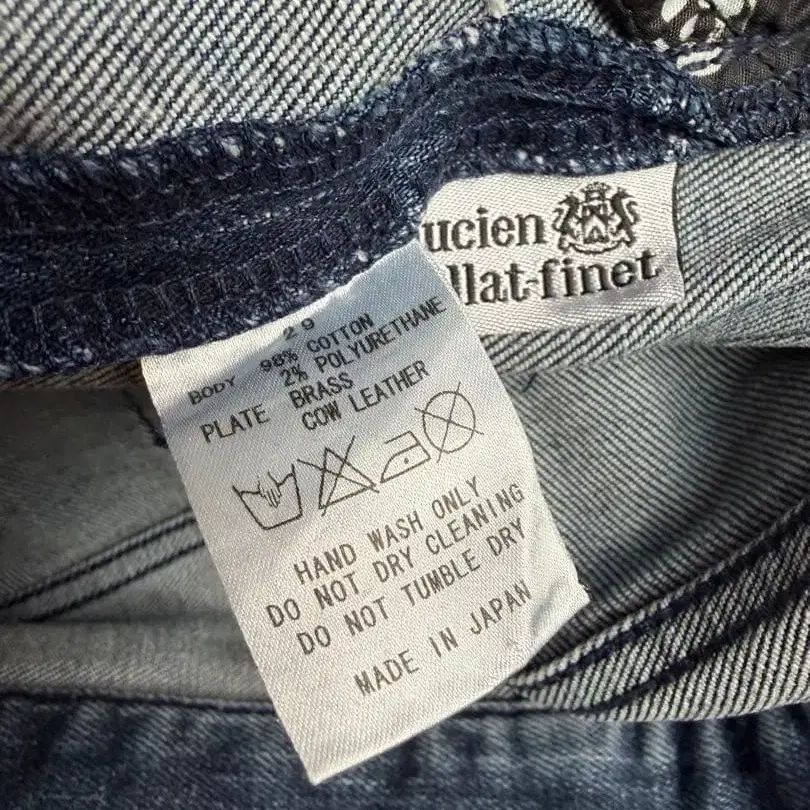 ucien
llat-finet
29
BODY 98% COTTON
2% POLYURETHANE
PLATE BRASS
COW LEATHER
HAND WASH ONLY
DO NOT DRY CLEANING
DO NOT TUMBLE DRY
MADE IN JAPAN